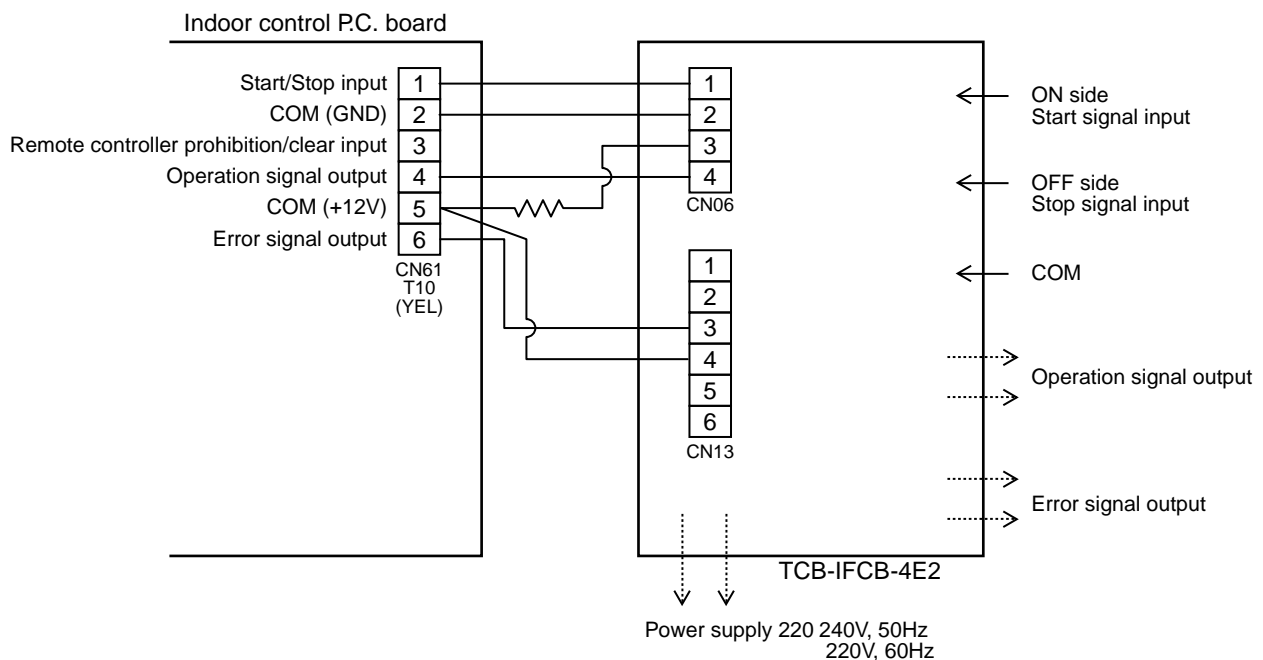 Indoor control P.C. board
Start/Stop input 1
COM (GND) 2
Remote controller prohibition/clear input 3
Operation signal output 4
COM (+12V) 5
Error signal output 6
CN61
T10
(YEL)
1
2
3
4
CN06
1
2
3
4
5
6
CN13
ON side
Start signal input
OFF side
Stop signal input
COM
Operation signal output
Error signal output
TCB-IFCB-4E2
Power supply 220 240V, 50Hz
220V, 60Hz